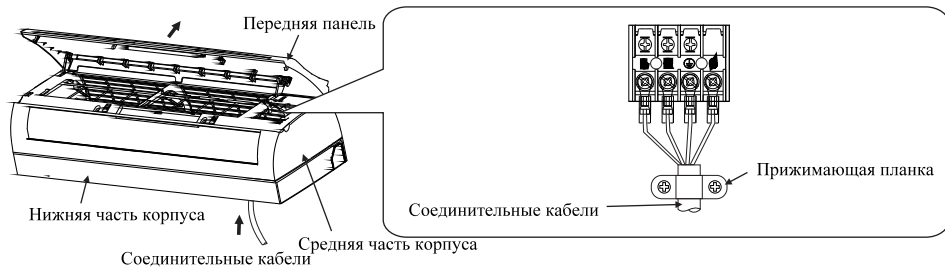 Передняя панель
Прижимающая планка
Соединительные кабели
Нижняя часть корпуса
Средняя часть корпуса
Соединительные кабели